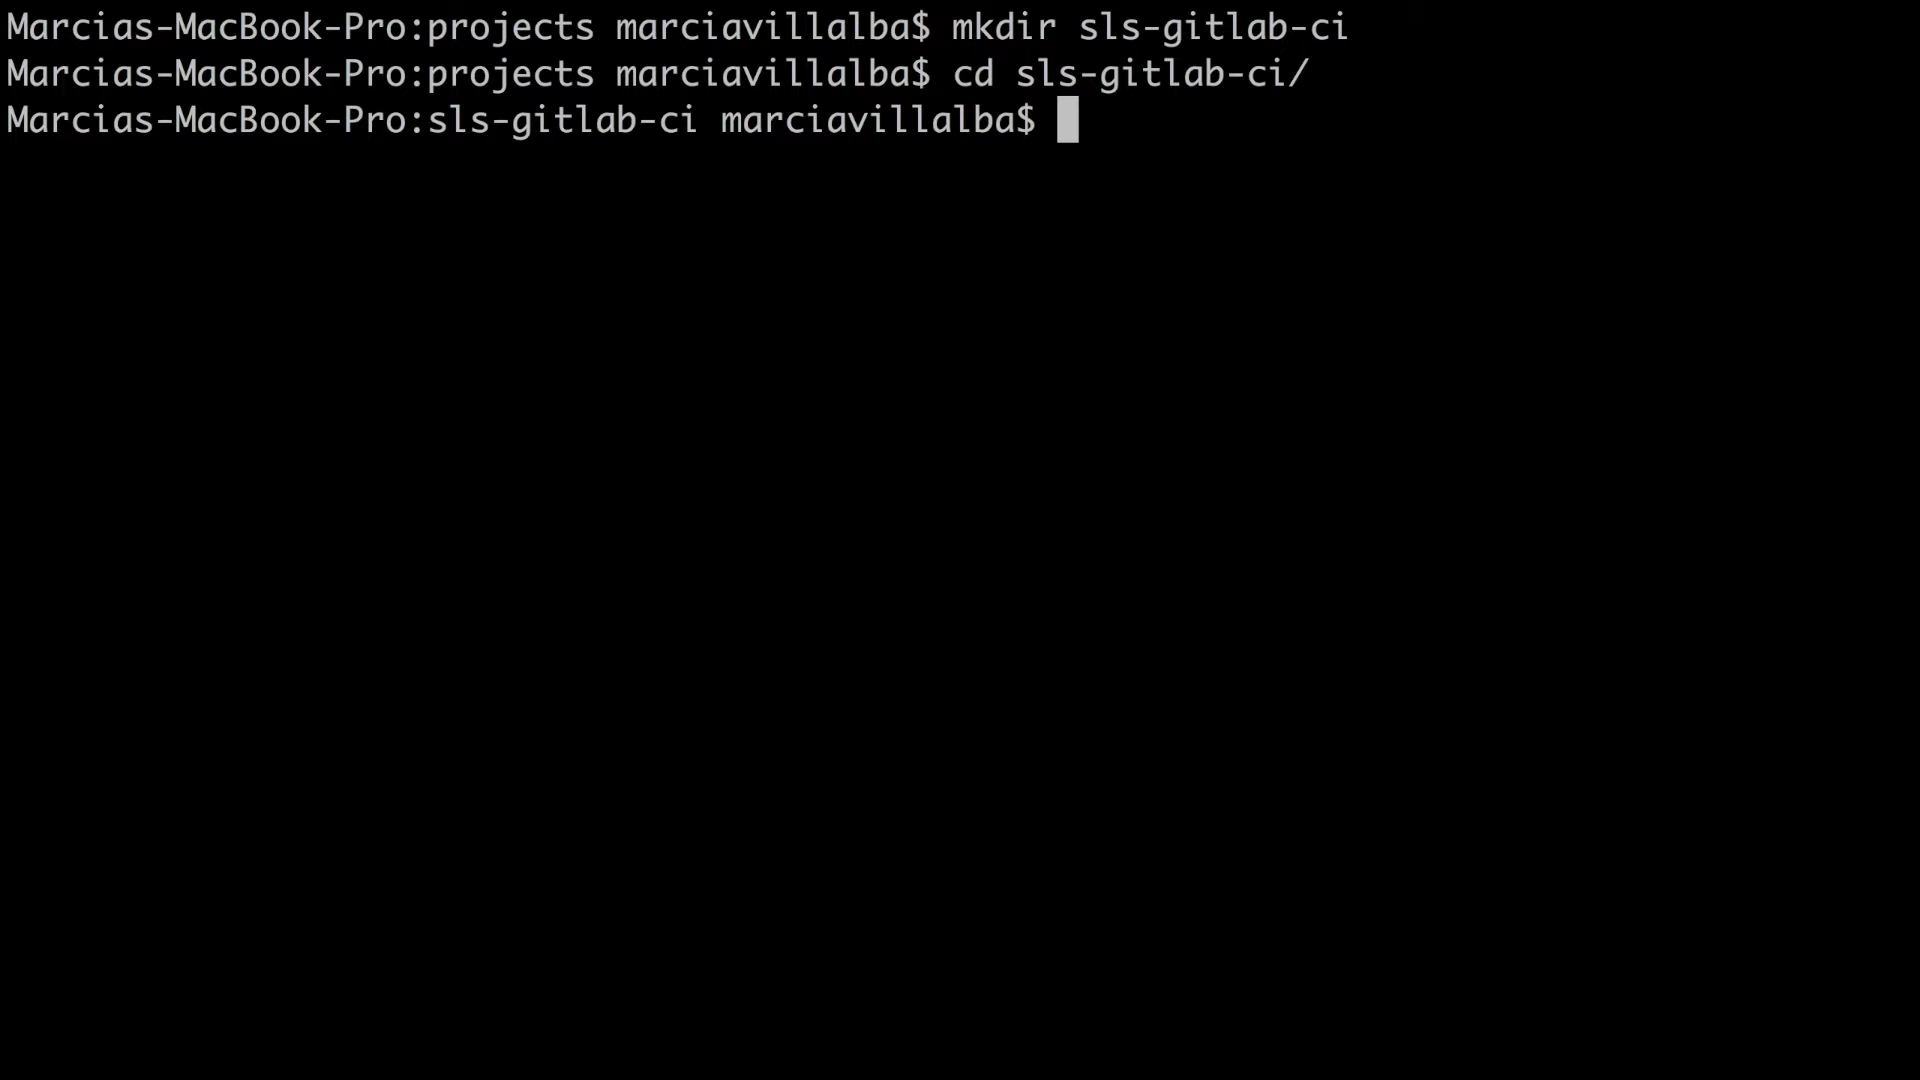 Marcias-MacBook-Pro:projects marciavillalba$ mkdir sls-gitlab-ci
Marcias-MacBook-Pro:projects marciavillalba$ cd sls-gitlab-ci/
Marcias-MacBook-Pro:sls-gitlab-ci marciavillalba$